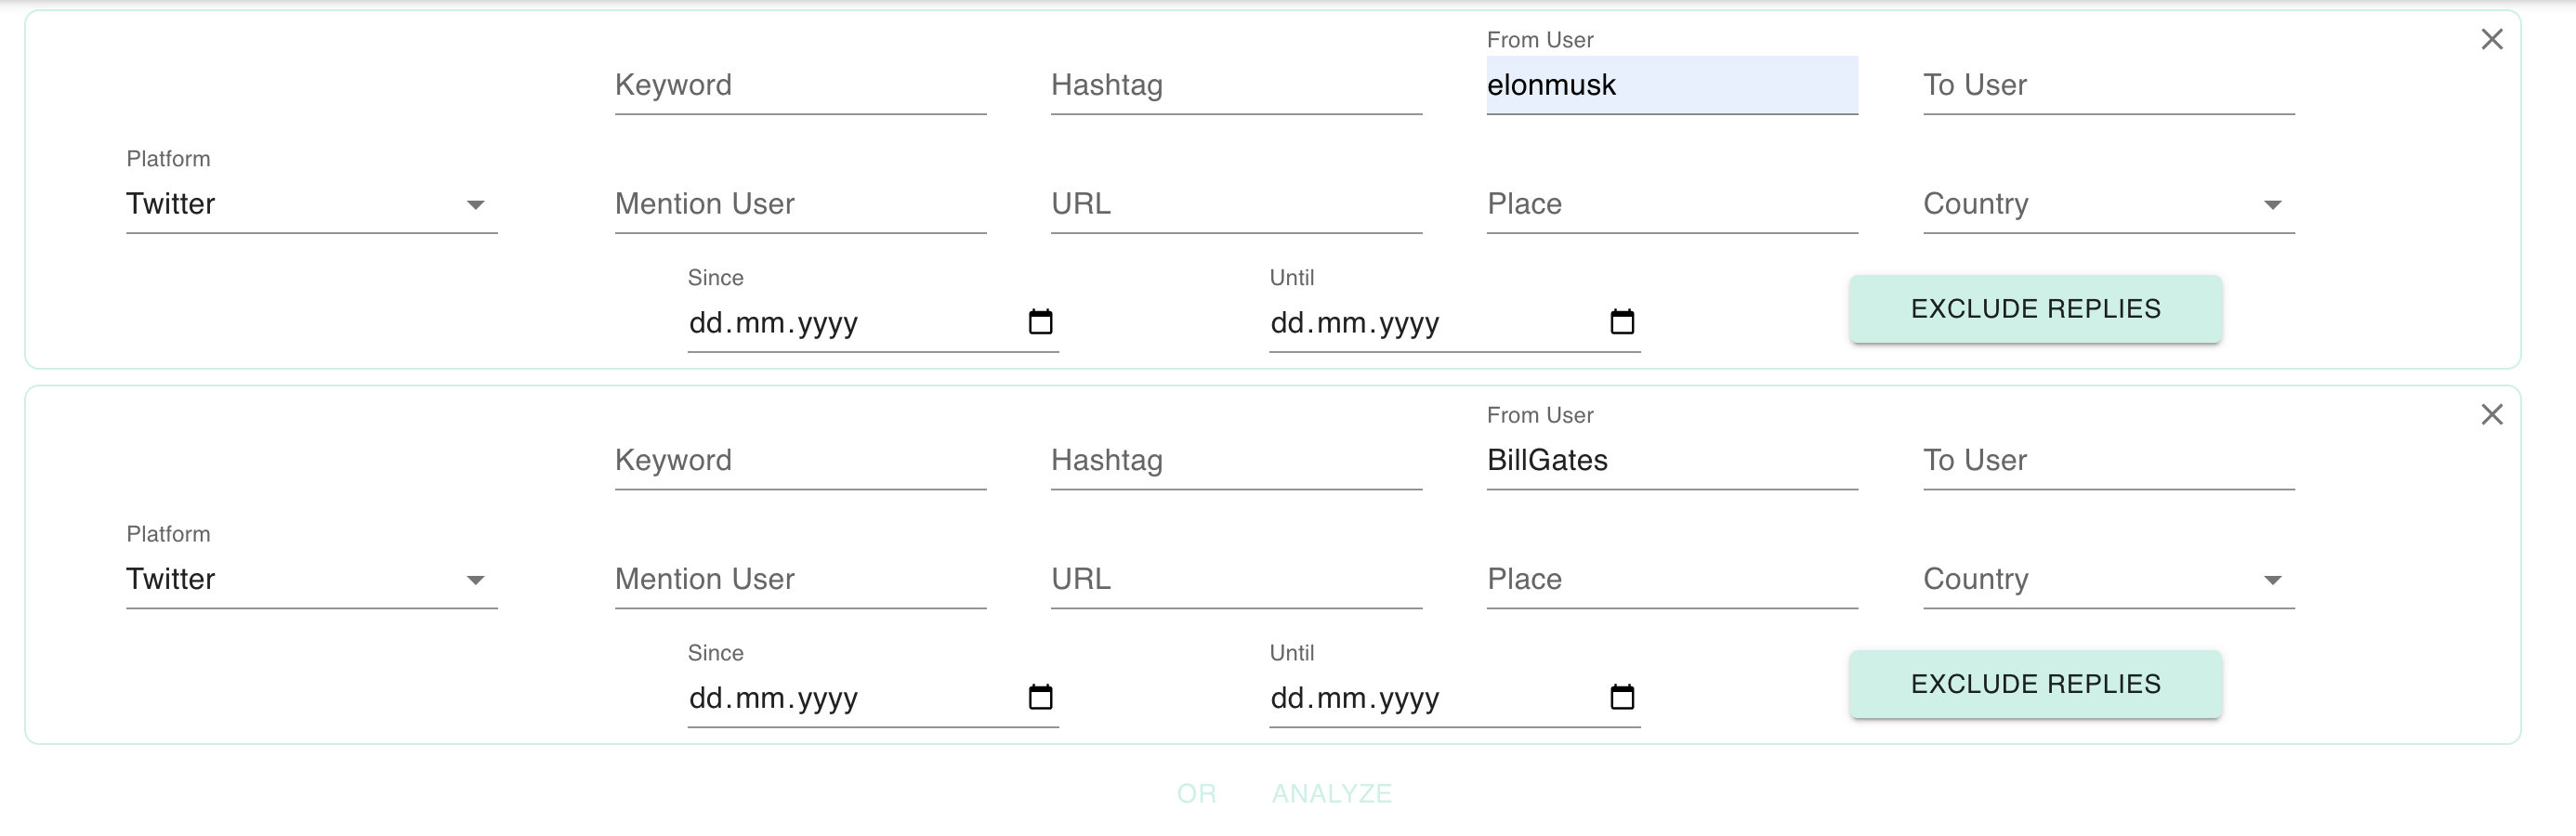 From User
Keyword Hashtag elonmusk To User
Platform
Twitter Mention User URL Place Country
Since Until
dd.mm.yyyy dd.mm.yyyy EXCLUDE REPLIES
From User
Keyword Hashtag BillGates To User
Platform
Twitter Mention User URL Place Country
Since Until
dd.mm.yyyy dd.mm.yyyy EXCLUDE REPLIES
OR ANALYZE